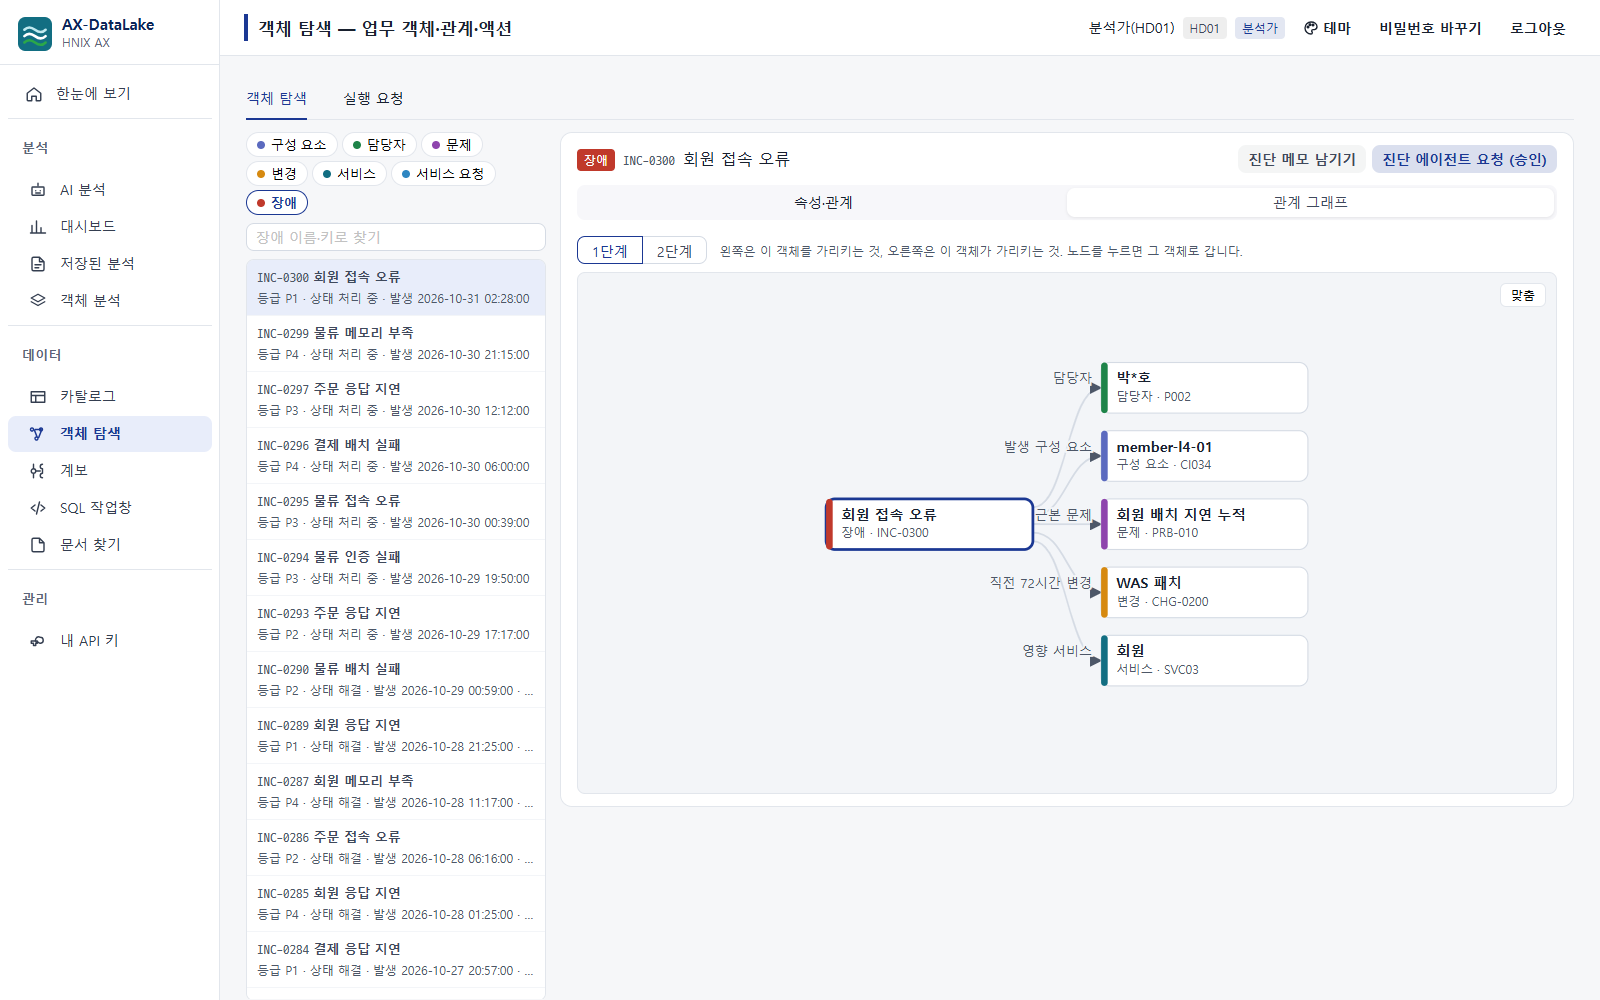 AX-DataLake
HNIX AX
한눈에 보기
분석
AI 분석
대시보드
저장된 분석
객체 분석
데이터
카탈로그
객체 탐색
계보
SQL 작업창
문서 찾기
관리
내 API 키
객체 탐색 — 업무 객체·관계·액션
분석가(HD01) HD01 분석가 테마 비밀번호 바꾸기 로그아웃
객체 탐색 실행 요청
구성 요소 담당자 문제
변경 서비스 서비스 요청
장애
장애 이름·키로 찾기
INC-0300 회원 접속 오류
등급 P1 · 상태 처리 중 · 발생 2026-10-31 02:28:00
INC-0299 물류 메모리 부족
등급 P4 · 상태 처리 중 · 발생 2026-10-30 21:15:00
INC-0297 주문 응답 지연
등급 P3 · 상태 처리 중 · 발생 2026-10-30 12:12:00
INC-0296 결제 배치 실패
등급 P4 · 상태 처리 중 · 발생 2026-10-30 06:00:00
INC-0295 물류 접속 오류
등급 P3 · 상태 처리 중 · 발생 2026-10-30 00:39:00
INC-0294 물류 인증 실패
등급 P3 · 상태 처리 중 · 발생 2026-10-29 19:50:00
INC-0293 주문 응답 지연
등급 P2 · 상태 처리 중 · 발생 2026-10-29 17:17:00
INC-0290 물류 배치 실패
등급 P2 · 상태 해결 · 발생 2026-10-29 00:59:00 · ...
INC-0289 회원 응답 지연
등급 P1 · 상태 해결 · 발생 2026-10-28 21:25:00 · ...
INC-0287 회원 메모리 부족
등급 P4 · 상태 해결 · 발생 2026-10-28 11:17:00 · ...
INC-0286 주문 접속 오류
등급 P2 · 상태 해결 · 발생 2026-10-28 06:16:00 · ...
INC-0285 회원 응답 지연
등급 P4 · 상태 해결 · 발생 2026-10-28 01:25:00 · ...
INC-0284 결제 응답 지연
등급 P1 · 상태 해결 · 발생 2026-10-27 20:57:00 · ...
장애 INC-0300 회원 접속 오류
진단 메모 남기기 진단 에이전트 요청 (승인)
속성·관계 관계 그래프
1단계 2단계 왼쪽은 이 객체를 가리키는 것, 오른쪽은 이 객체가 가리키는 것. 노드를 누르면 그 객체로 갑니다.
맞춤
회원 접속 오류
장애 · INC-0300
담당자
박*호
담당자 · P002
발생 구성 요소
member-l4-01
구성 요소 · CI034
근본 문제
회원 배치 지연 누적
문제 · PRB-010
직전 72시간 변경
WAS 패치
변경 · CHG-0200
영향 서비스
회원
서비스 · SVC03